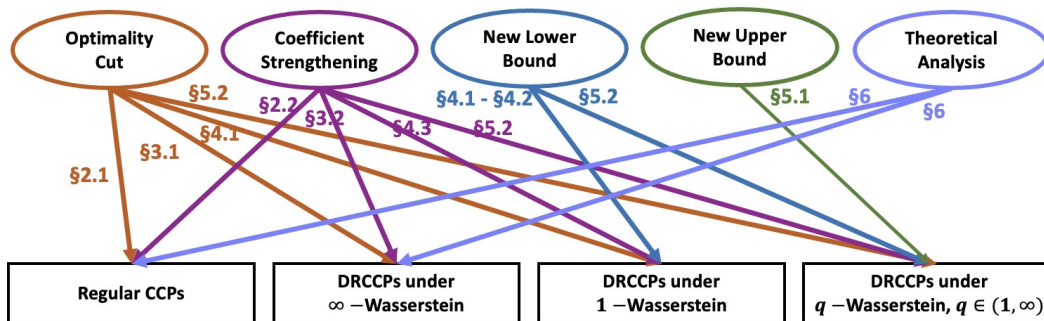 Optimality
Cut
Coefficient
Strengthening
New Lower
Bound
New Upper
Bound
Theoretical
Analysis
§5.2
§2.2
§3.2
§4.1 - §4.2
§5.2
§5.1
§6
§6
§4.1
§4.3
§5.2
§3.1
§2.1
Regular CCPs
DRCCPs under
∞ −Wasserstein
DRCCPs under
1 −Wasserstein
DRCCPs under
q −Wasserstein, q ∈ (1, ∞)